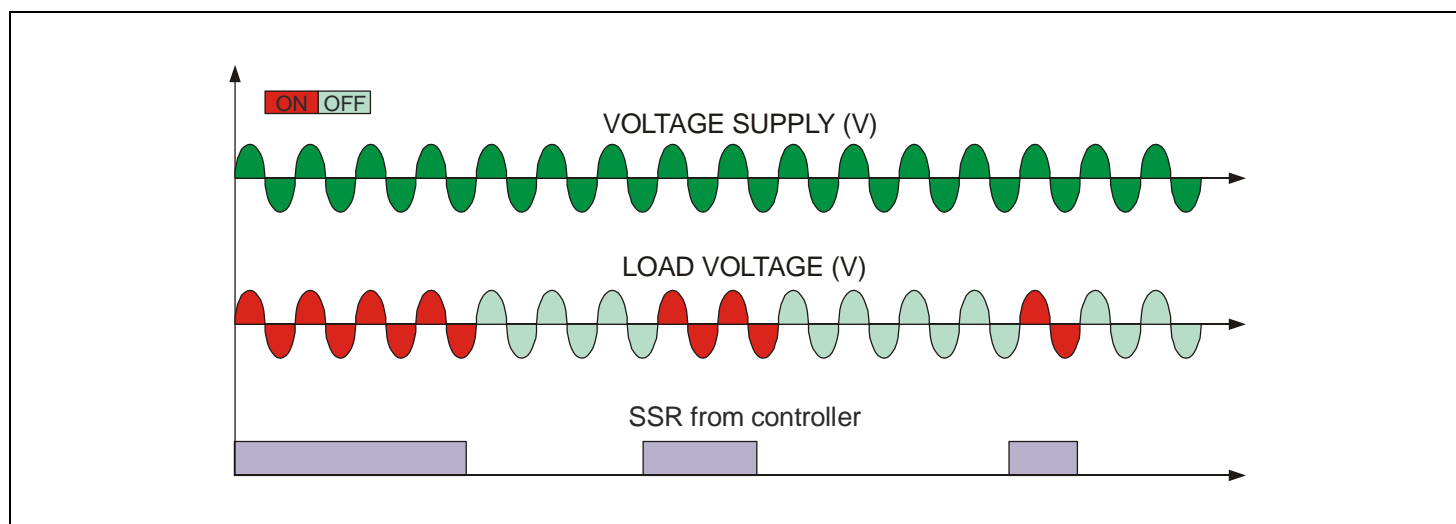 ON OFF
VOLTAGE SUPPLY (V)
LOAD VOLTAGE (V)
SSR from controller